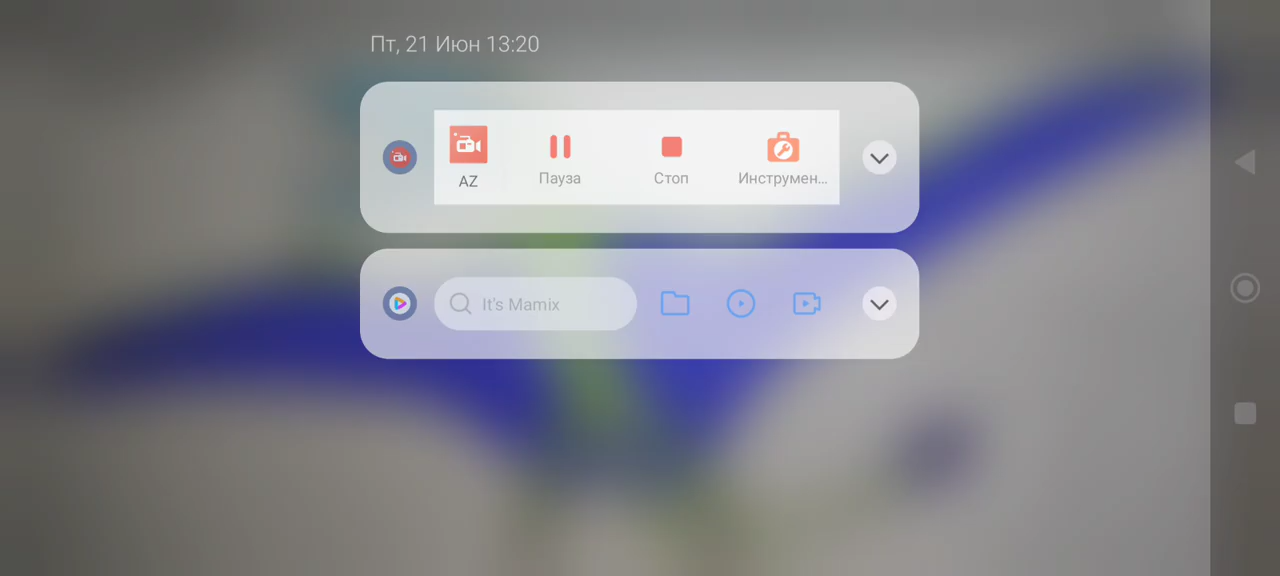 Пт, 21 Июн 13:20
AZ
Пауза
Стоп
Инструмен...
It's Mamix